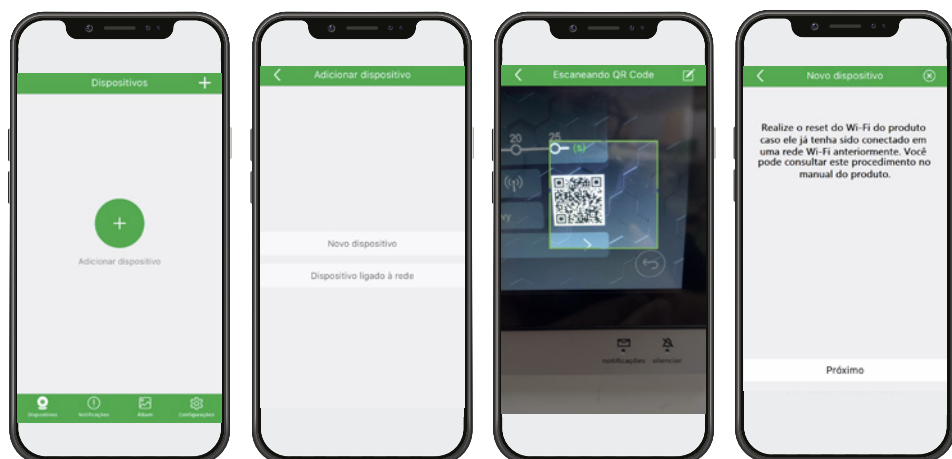 Dispositivos
Adicionar dispositivo
Dispositivos
Notificações
Álbum
Configurações
Adicionar dispositivo
Novo dispositivo
Dispositivo ligado à rede
Escaneando QR Code
20 25
(s)
notificações silenciar
Novo dispositivo
Realize o reset do Wi-Fi do produto
caso ele já tenha sido conectado em
uma rede Wi-Fi anteriormente. Você
pode consultar este procedimento no
manual do produto.
Próximo